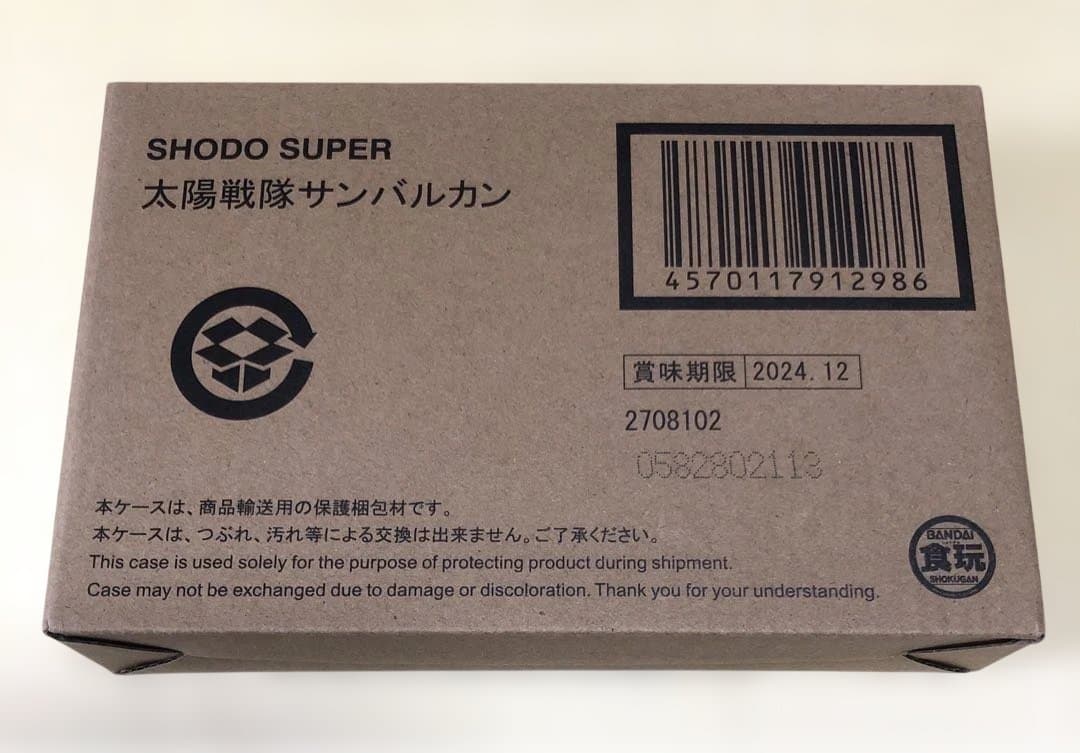 SHODO SUPER
太陽戦隊サンバルカン
4570117912986
賞味期限 2024.12
2708102
0582802113
本ケースは、商品輸送用の保護梱包材です。
本ケースは、つぶれ、汚れ等による交換は出来ません。ご了承ください。
This case is used solely for the purpose of protecting product during shipment.
Case may not be exchanged due to damage or discoloration. Thank you for your understanding.
BANDAI
食玩
SHOKUGAN